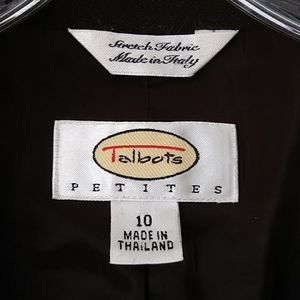 Stretch Fabric
Made in Italy
Talbots
PETITES
10
MADE IN
THAILAND